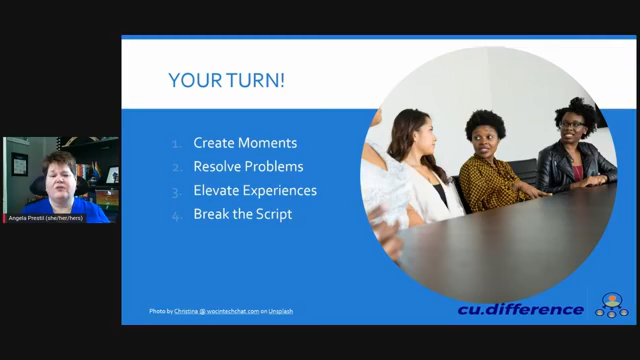 YOUR TURN!
1. Create Moments
2. Resolve Problems
3. Elevate Experiences
4. Break the Script
Angela Prestil (she/her/hers)
Photo by Christina @ wocintechchat.com on Unsplash
cu.difference